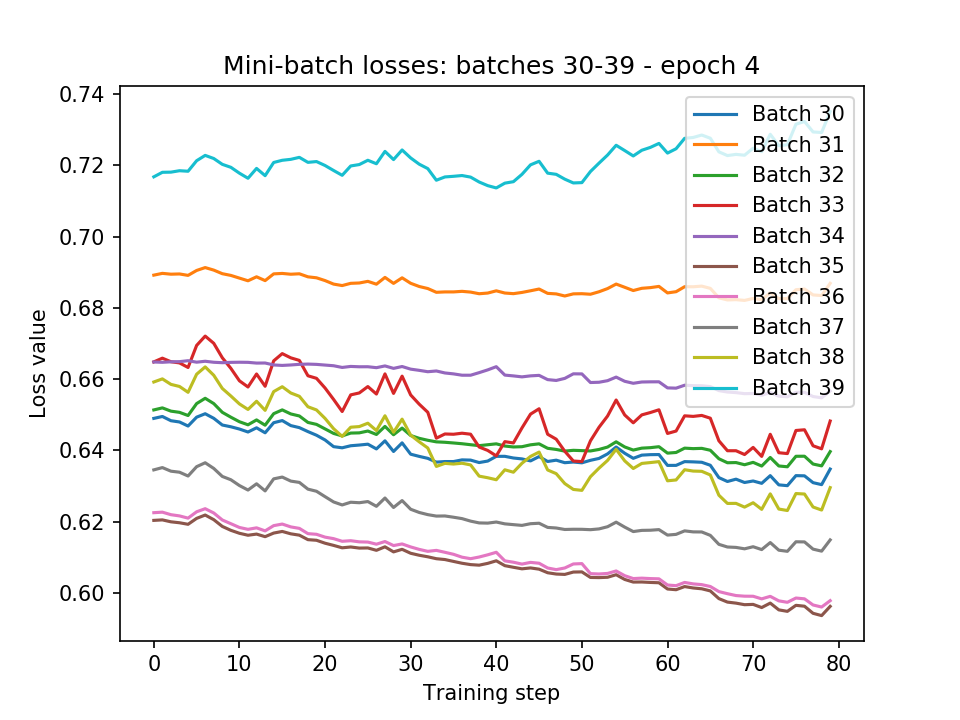 Mini-batch losses: batches 30-39 - epoch 4
0.74
0.72
0.70
0.68
0.66
0.64
0.62
0.60
Loss value
Batch 30
Batch 31
Batch 32
Batch 33
Batch 34
Batch 35
Batch 36
Batch 37
Batch 38
Batch 39
0 10 20 30 40 50 60 70 80
Training step